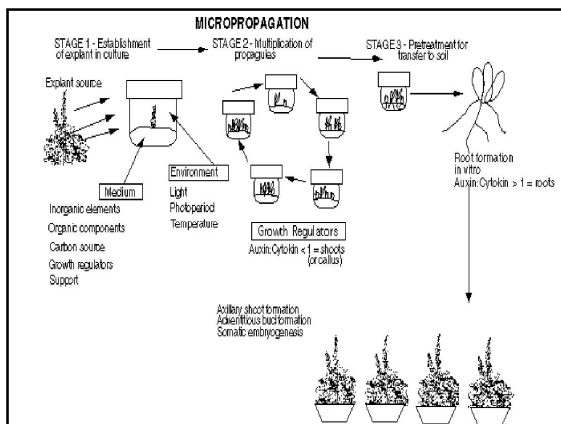 MICROPROPAGATION
STAGE 1 - Establishment
of explant in culture
STAGE 2 - Multiplication of
propagules
STAGE 3 - Pretreatment for
transfer to soil
Explant source
Medium
Inorganic elements
Organic components
Carbon source
Growth regulators
Support
Environment
Light
Photoperiod
Temperature
Growth Regulators
Auxin:Cytokin < 1 = shoots
(or callus)
Root formation
in vitro
Auxin:Cytokin > 1 = roots
Axillary shoot formation
Adventitious bud formation
Somatic embryogenesis